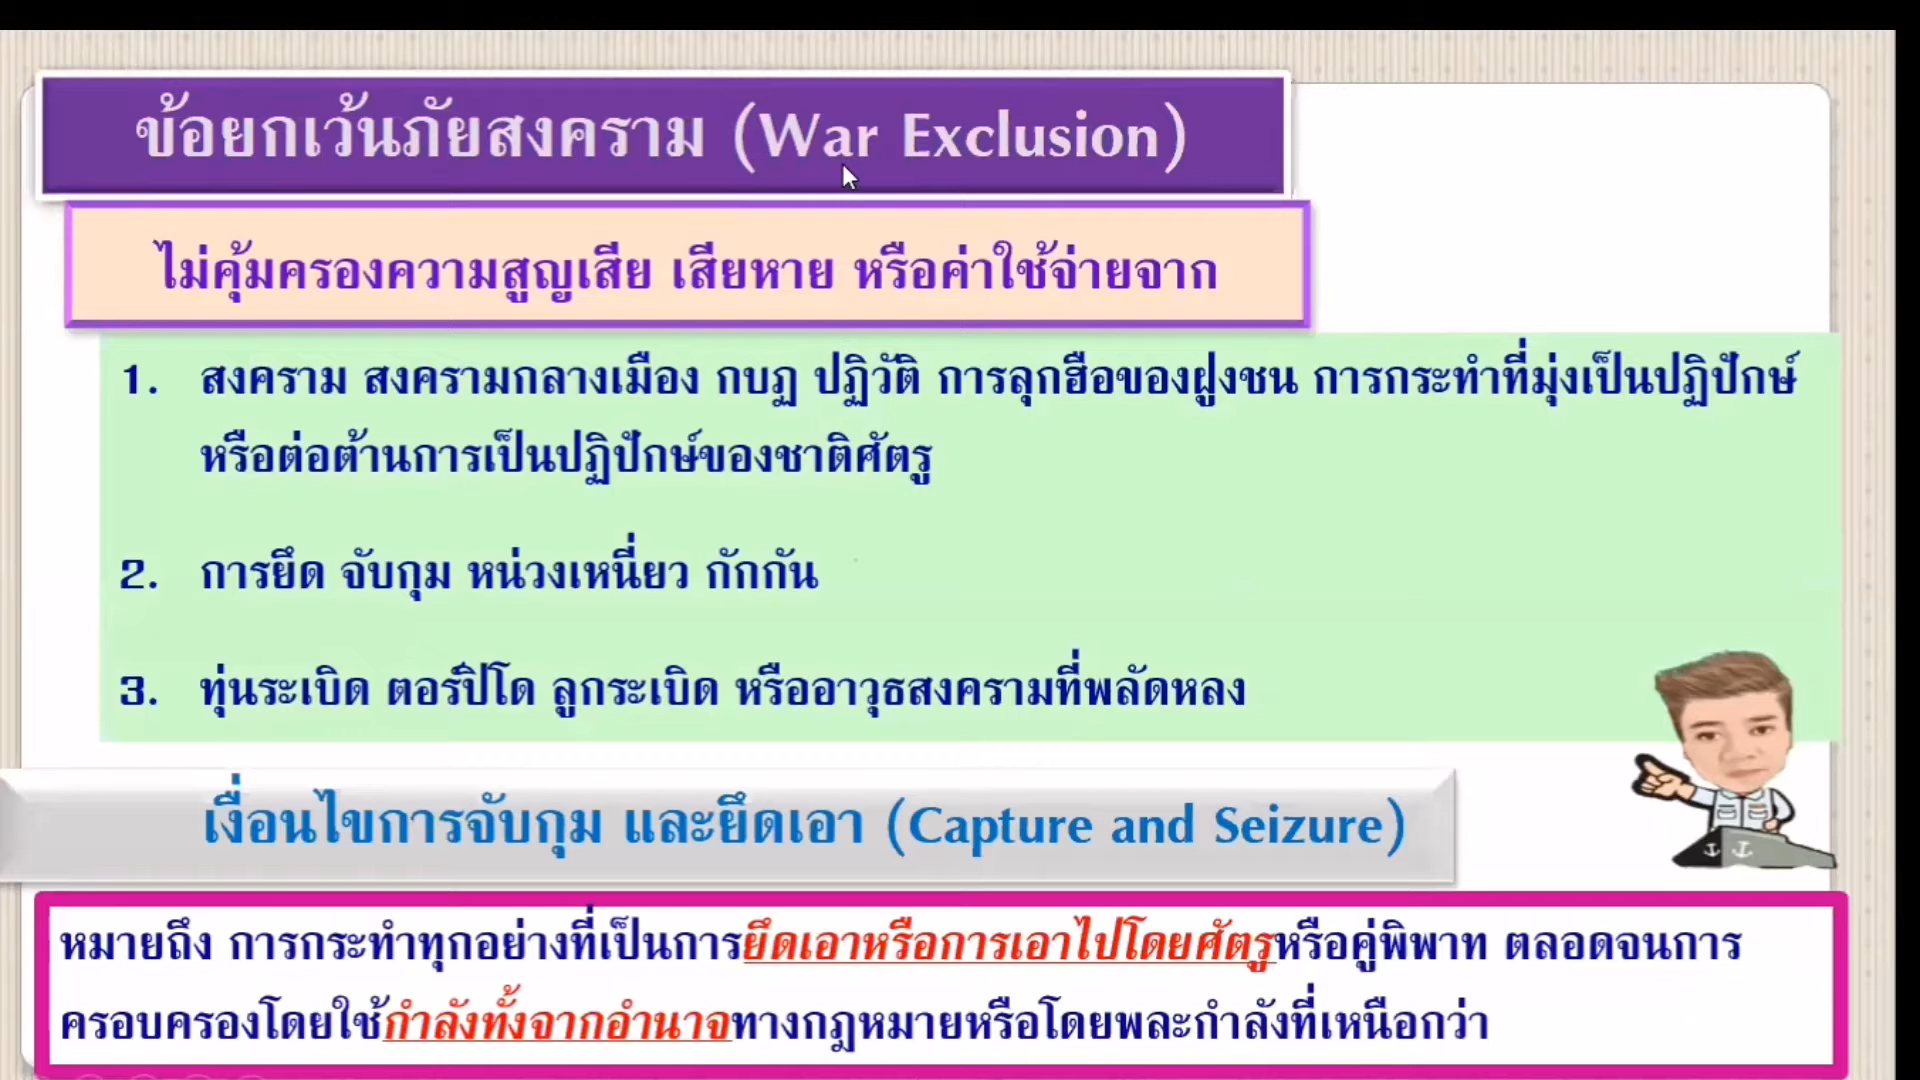 ข้อยกเว้นภัยสงคราม (War Exclusion)
ไม่คุ้มครองความสูญเสีย เสียหาย หรือค่าใช้จ่ายจาก
1. สงคราม สงครามกลางเมือง กบฏ ปฏิวัติ การลุกฮือของฝูงชน การกระทำที่มุ่งเป็นปฏิปักษ์
หรือต่อต้านการเป็นปฏิปักษ์ของชาติศัตรู
2. การยึด จับกุม หน่วงเหนี่ยว กักกัน
3. ทุ่นระเบิด ตอร์ปิโด ลูกระเบิด หรืออาวุธสงครามที่พลัดหลง
เงื่อนไขการจับกุม และยึดเอา (Capture and Seizure)
หมายถึง การกระทำทุกอย่างที่เป็นการยึดเอาหรือการเอาไปโดยศัตรูหรือคู่พิพาท ตลอดจนการ
ครอบครองโดยใช้กำลังทั้งจากอำนาจทางกฎหมายหรือโดยพละกำลังที่เหนือกว่า